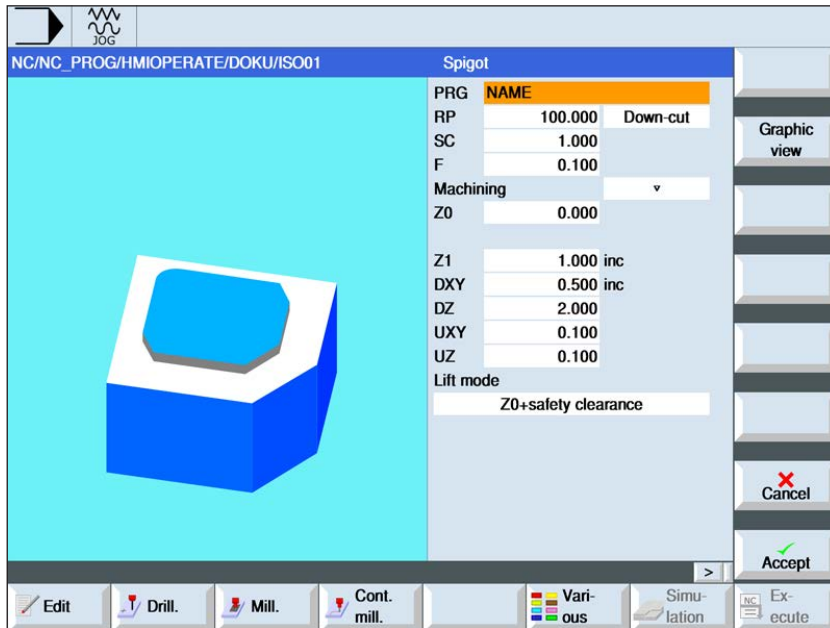 JOG
NC/NC_PROG/HMIOPERATE/DOKU/ISO01
Spigot
PRG NAME
RP 100.000 Down-cut
SC 1.000
F 0.100
Machining ▿
Z0 0.000
Z1 1.000 inc
DXY 0.500 inc
DZ 2.000
UXY 0.100
UZ 0.100
Lift mode
Z0+safety clearance
Graphic
view
Cancel
Accept
>
Edit
Drill.
Mill.
Cont.
mill.
Vari-
ous
Simu-
lation
NC
Ex-
ecute